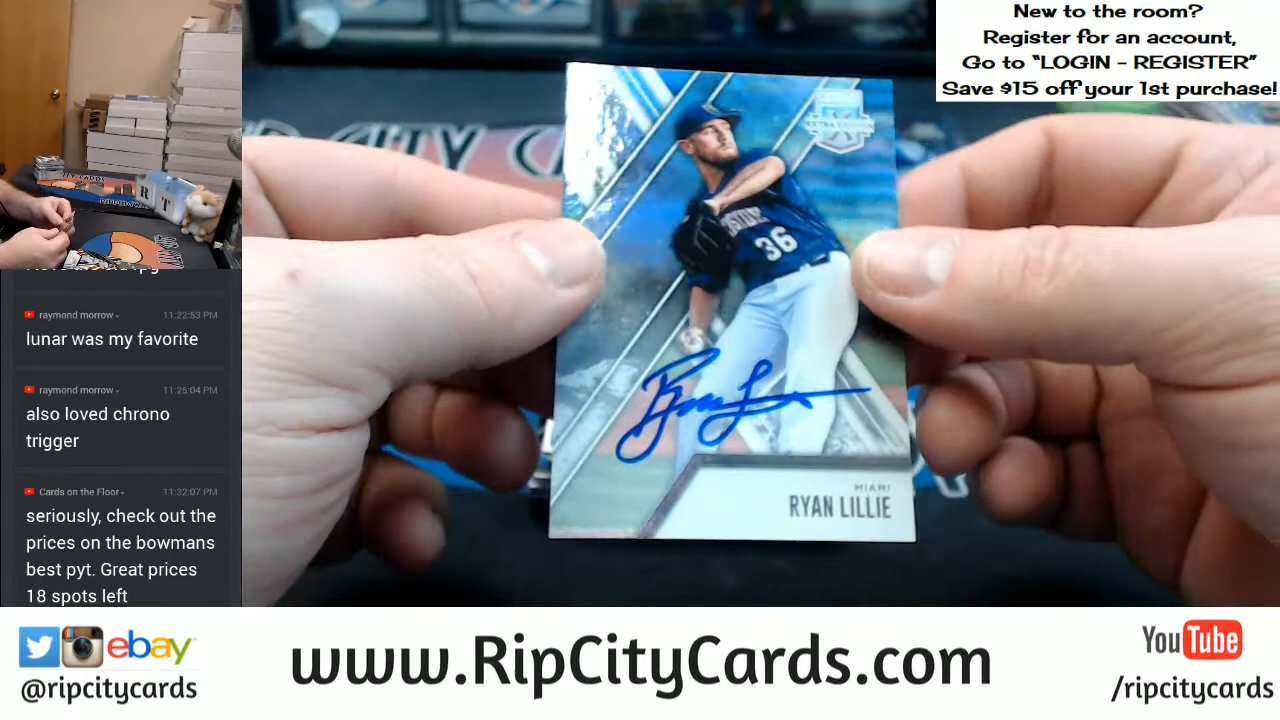 New to the room?
Register for an account,
Go to "LOGIN - REGISTER"
Save $15 off your 1st purchase!
R T
CITY
36
MIAMI
RYAN LILLIE
raymond morrow
11:22:53 PM
lunar was my favorite
raymond morrow
11:25:04 PM
also loved chrono
trigger
Cards on the Floor
11:32:07 PM
seriously, check out the
prices on the bowmans
best pyt. Great prices
18 spots left
ebay
@ripcitycards
www.RipCityCards.com
YouTube
/ripcitycards